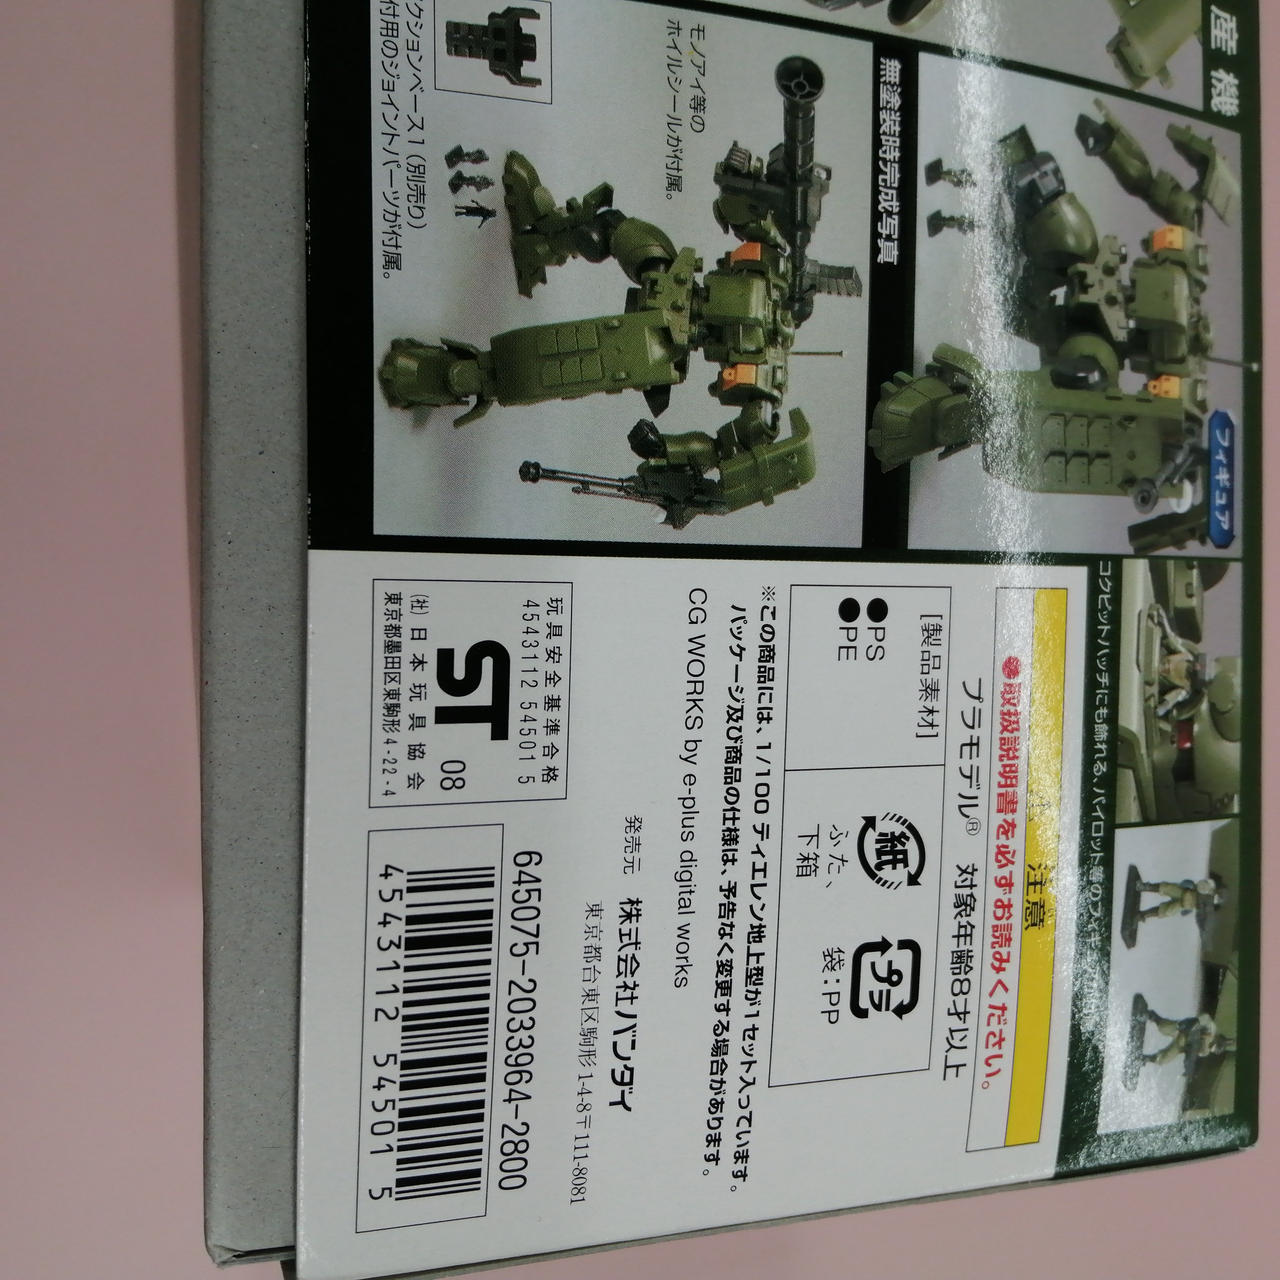 産機
フィギュア
無塗装時完成写真
モノアイ等の
ホイルシールが付属。
クションベース1(別売り)
付用のジョイントパーツが付属。
コクピットハッチにも飾れる、パイロット等の
注意
●取扱説明書を必ずお読みください。
プラモデル® 対象年齢8才以上
[製品素材]
●PS
●PE
紙
ふた、
下箱
プラ
袋:PP
※この商品には、1/100 ティエレン地上型が1セット入っています。
パッケージ及び商品の仕様は、予告なく変更する場合があります。
CG WORKS by e-plus digital works
発売元 株式会社バンダイ
東京都台東区駒形 1-4-8〒111-8081
玩具安全基準合格
4543112 54501 5
ST 08
(社)日本玩具協会
東京都墨田区東駒形4-22-4
645075-2033964-2800
4543112 54501 5